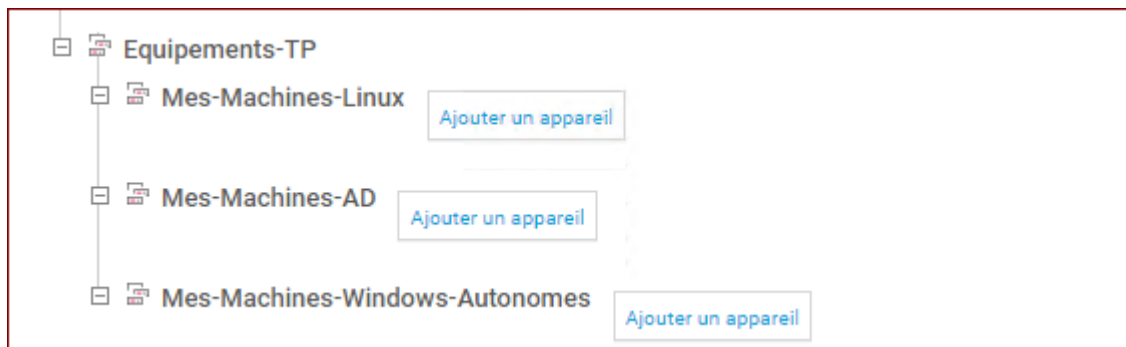 Equipements-TP
Mes-Machines-Linux
Ajouter un appareil
Mes-Machines-AD
Ajouter un appareil
Mes-Machines-Windows-Autonomes
Ajouter un appareil